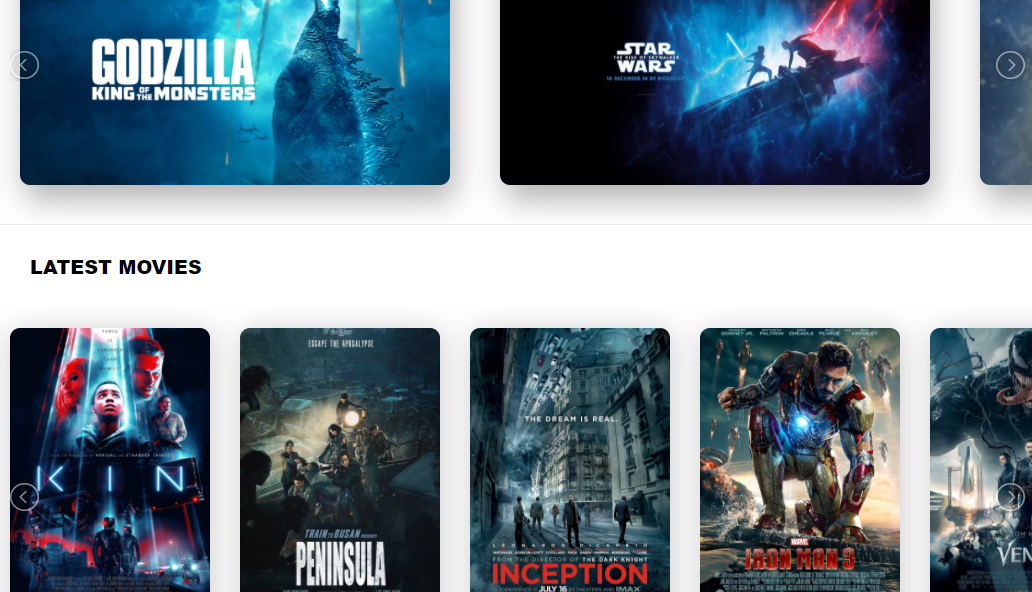 GODZILLA
KING OF THE MONSTERS
STAR
THE RISE OF SKYWALKER
WARS
LATEST MOVIES
KIN
ESCAPE THE APOCALYPSE
TRAIN TO BUSAN PRESENTS
PENINSULA
THE DREAM IS REAL.
LEONARDO DICAPRIO
FROM THE DIRECTOR OF THE DARK KNIGHT
INCEPTION
JULY 16 IN THEATERS AND IMAX
MARVEL
IRON MAN 3
VEN